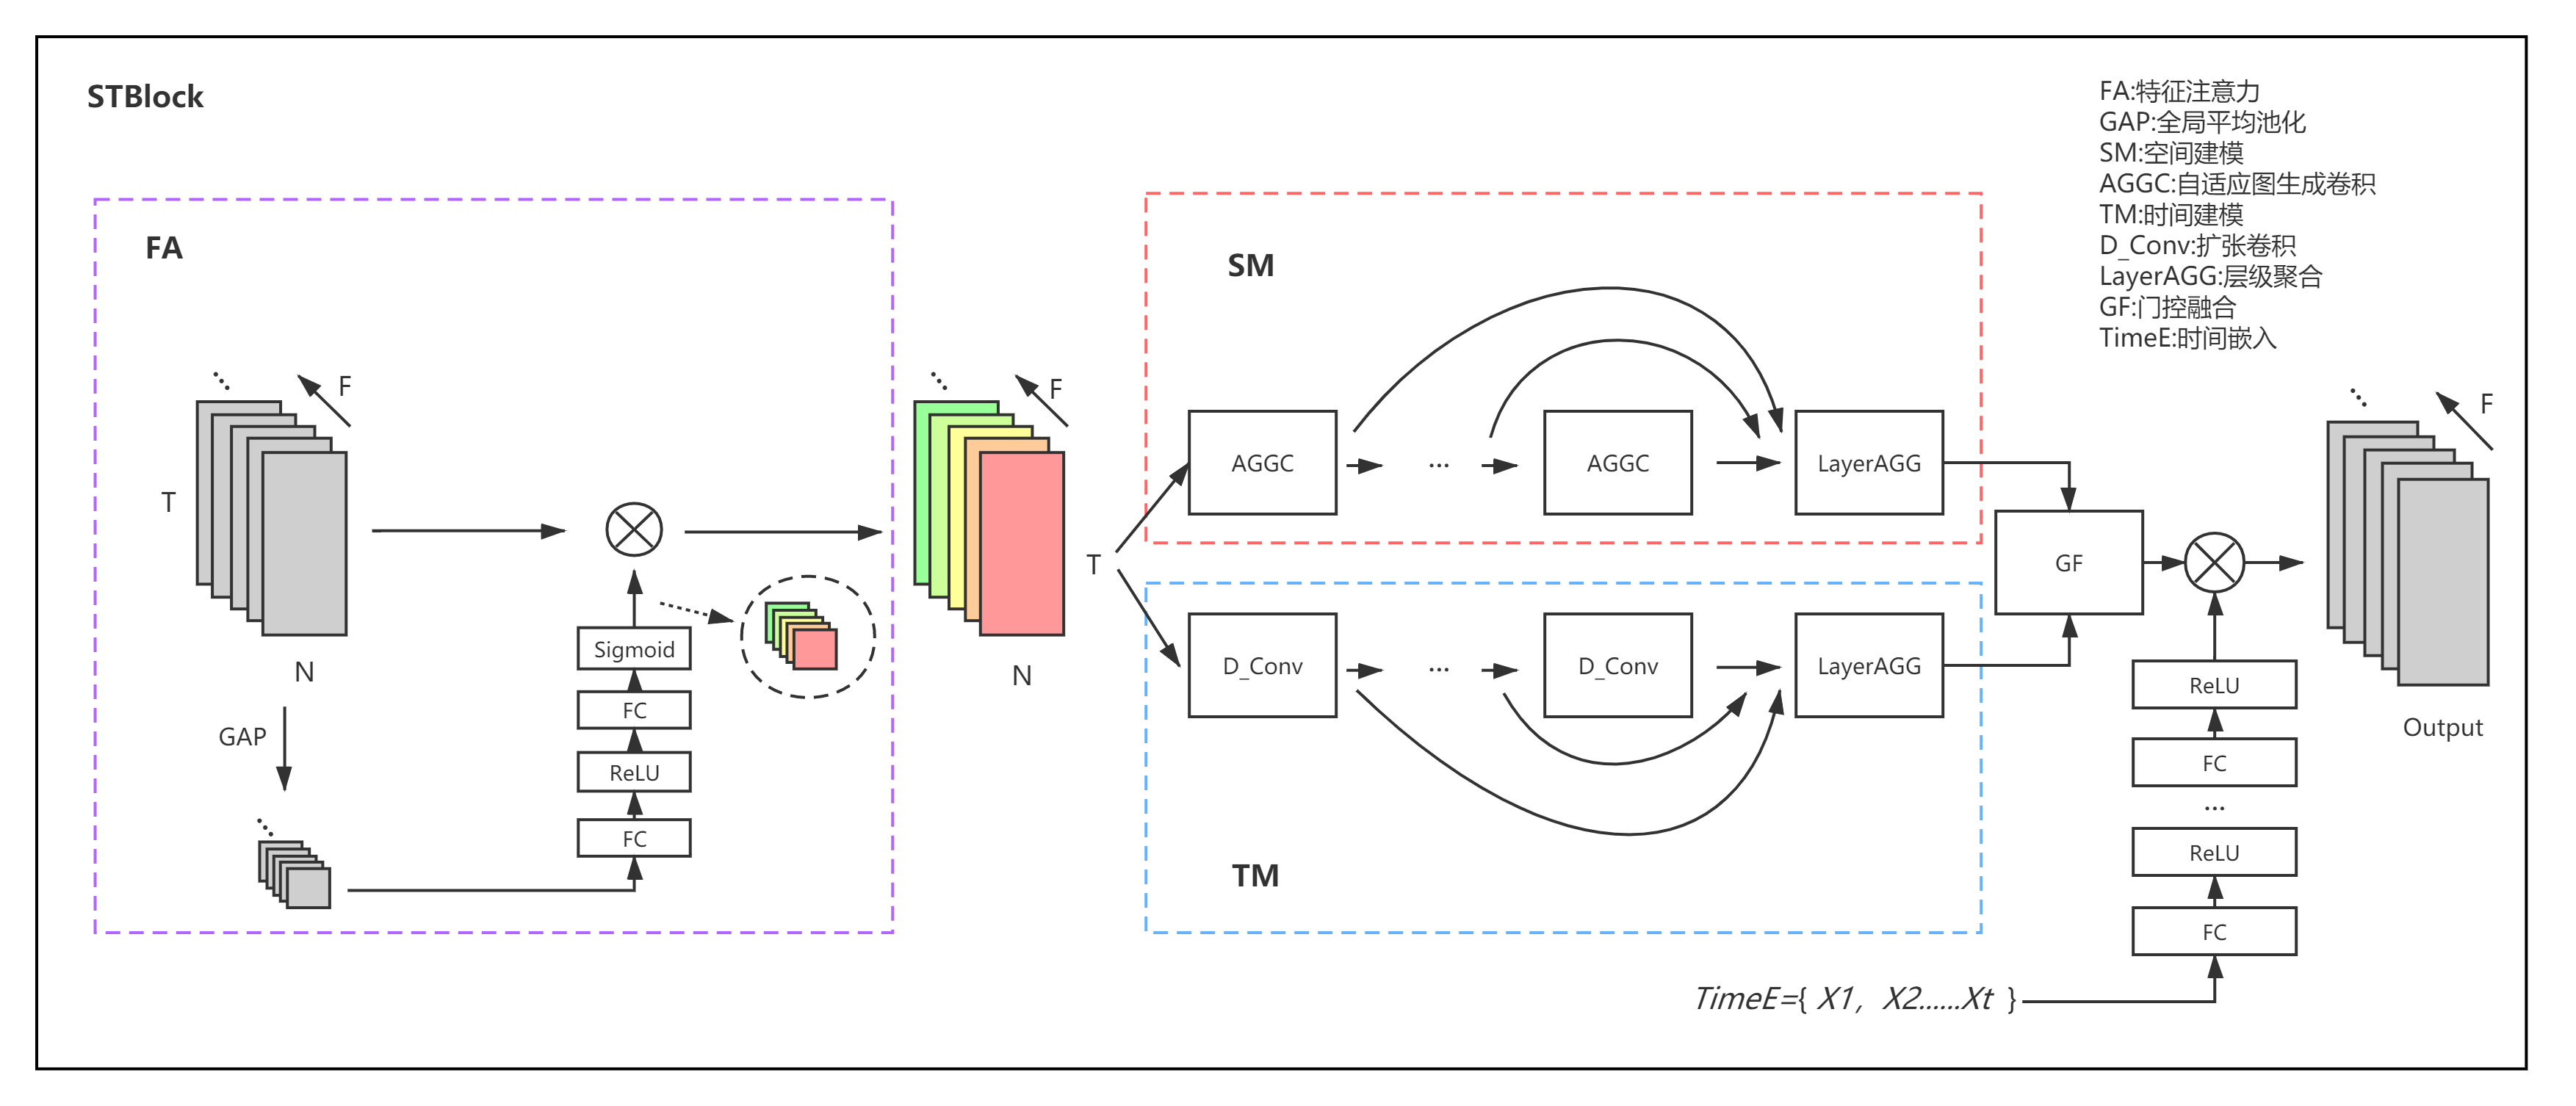 STBlock
FA:特征注意力
GAP:全局平均池化
SM:空间建模
AGGC:自适应图生成卷积
TM:时间建模
D_Conv:扩张卷积
LayerAGG:层级聚合
GF:门控融合
TimeE:时间嵌入
FA
F
T
N
GAP
Sigmoid
FC
ReLU
FC
F
T
N
SM
AGGC
...
AGGC
LayerAGG
D_Conv
...
D_Conv
LayerAGG
TM
GF
ReLU
FC
...
ReLU
FC
TimeE={ X1, X2......Xt }
F
Output